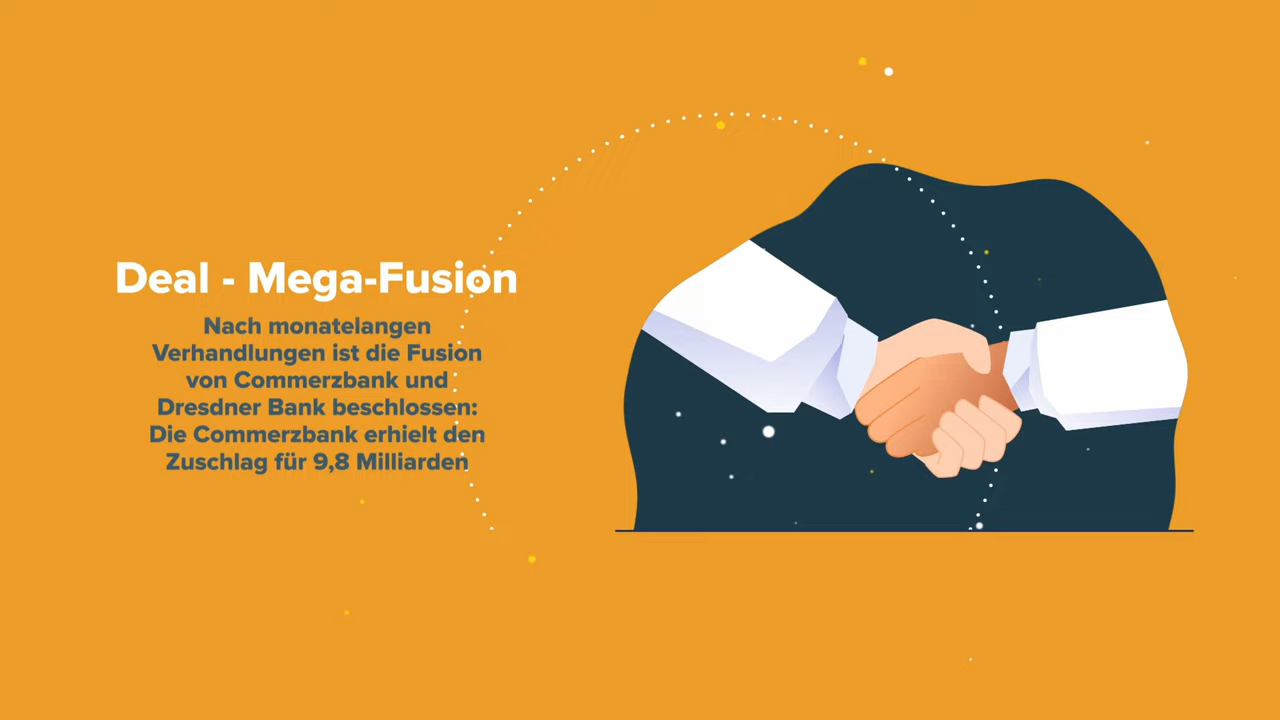 Deal - Mega-Fusion
Nach monatelangen
Verhandlungen ist die Fusion
von Commerzbank und
Dresdner Bank beschlossen:
Die Commerzbank erhielt den
Zuschlag für 9,8 Milliarden